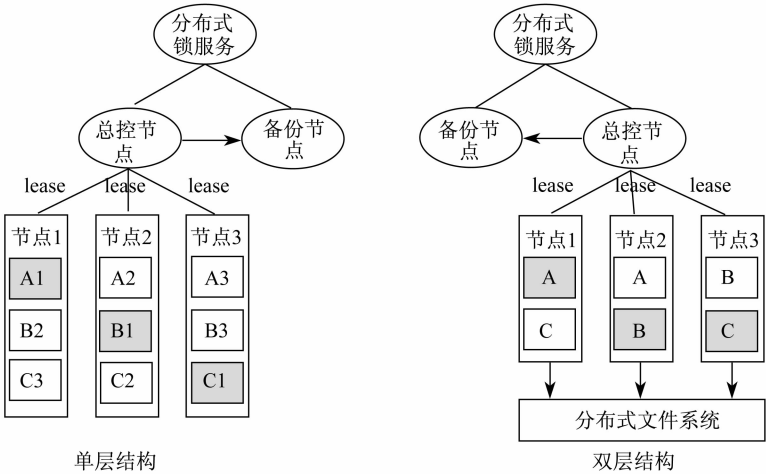 分布式
锁服务
总控节
点
备份节
点
lease
lease
lease
节点1
节点2
节点3
A1
A2
A3
B2
B1
B3
C3
C2
C1
单层结构
分布式
锁服务
备份节
点
总控节
点
lease
lease
lease
节点1
节点2
节点3
A
A
B
C
B
C
分布式文件系统
双层结构